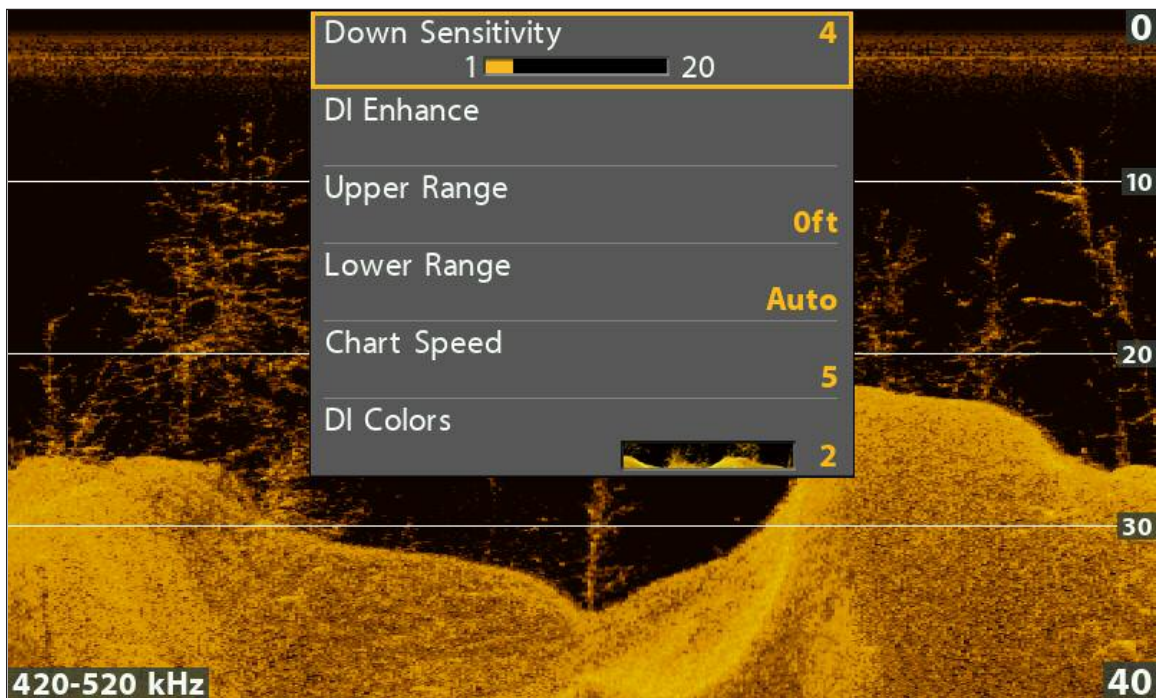 Down Sensitivity 4
1 20
DI Enhance
Upper Range
0ft
Lower Range
Auto
Chart Speed
5
DI Colors
2
0
10
20
30
40
420-520 kHz